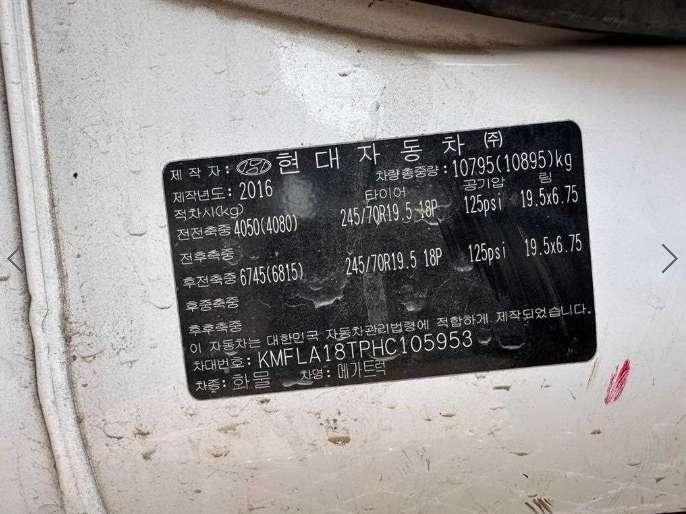 제 작 자: 현 대 자 동 차 ㈜
제작년도: 2016 차량총중량: 10795(10895)kg
적차시(kg) 타이어 공기압 림
전전축중 4050(4080) 245/70R19.5 18P 125psi 19.5x6.75
전후축중
후전축중 6745(6815) 245/70R19.5 18P 125psi 19.5x6.75
후중축중
후후축중
이 자동차는 대한민국 자동차관리법령에 적합하게 제작되었습니다.
차대번호: KMFLA18TPHC105953
차종: 화 물 차명: 메가트럭